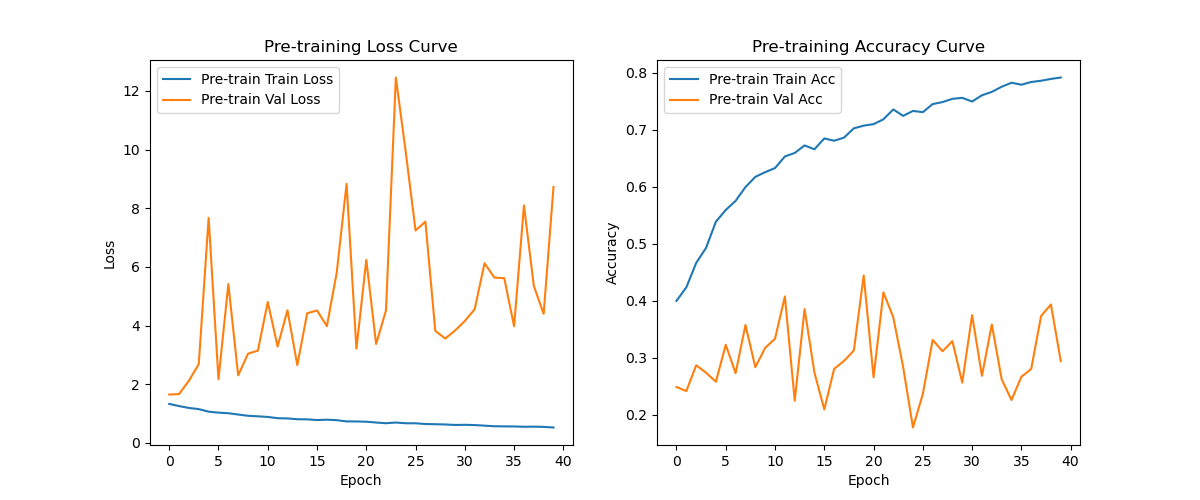 Pre-training Loss Curve
Pre-train Train Loss
Pre-train Val Loss
12
10
8
6
4
2
0
Loss
0 5 10 15 20 25 30 35 40
Epoch
Pre-training Accuracy Curve
Pre-train Train Acc
Pre-train Val Acc
0.8
0.7
0.6
0.5
0.4
0.3
0.2
Accuracy
0 5 10 15 20 25 30 35 40
Epoch